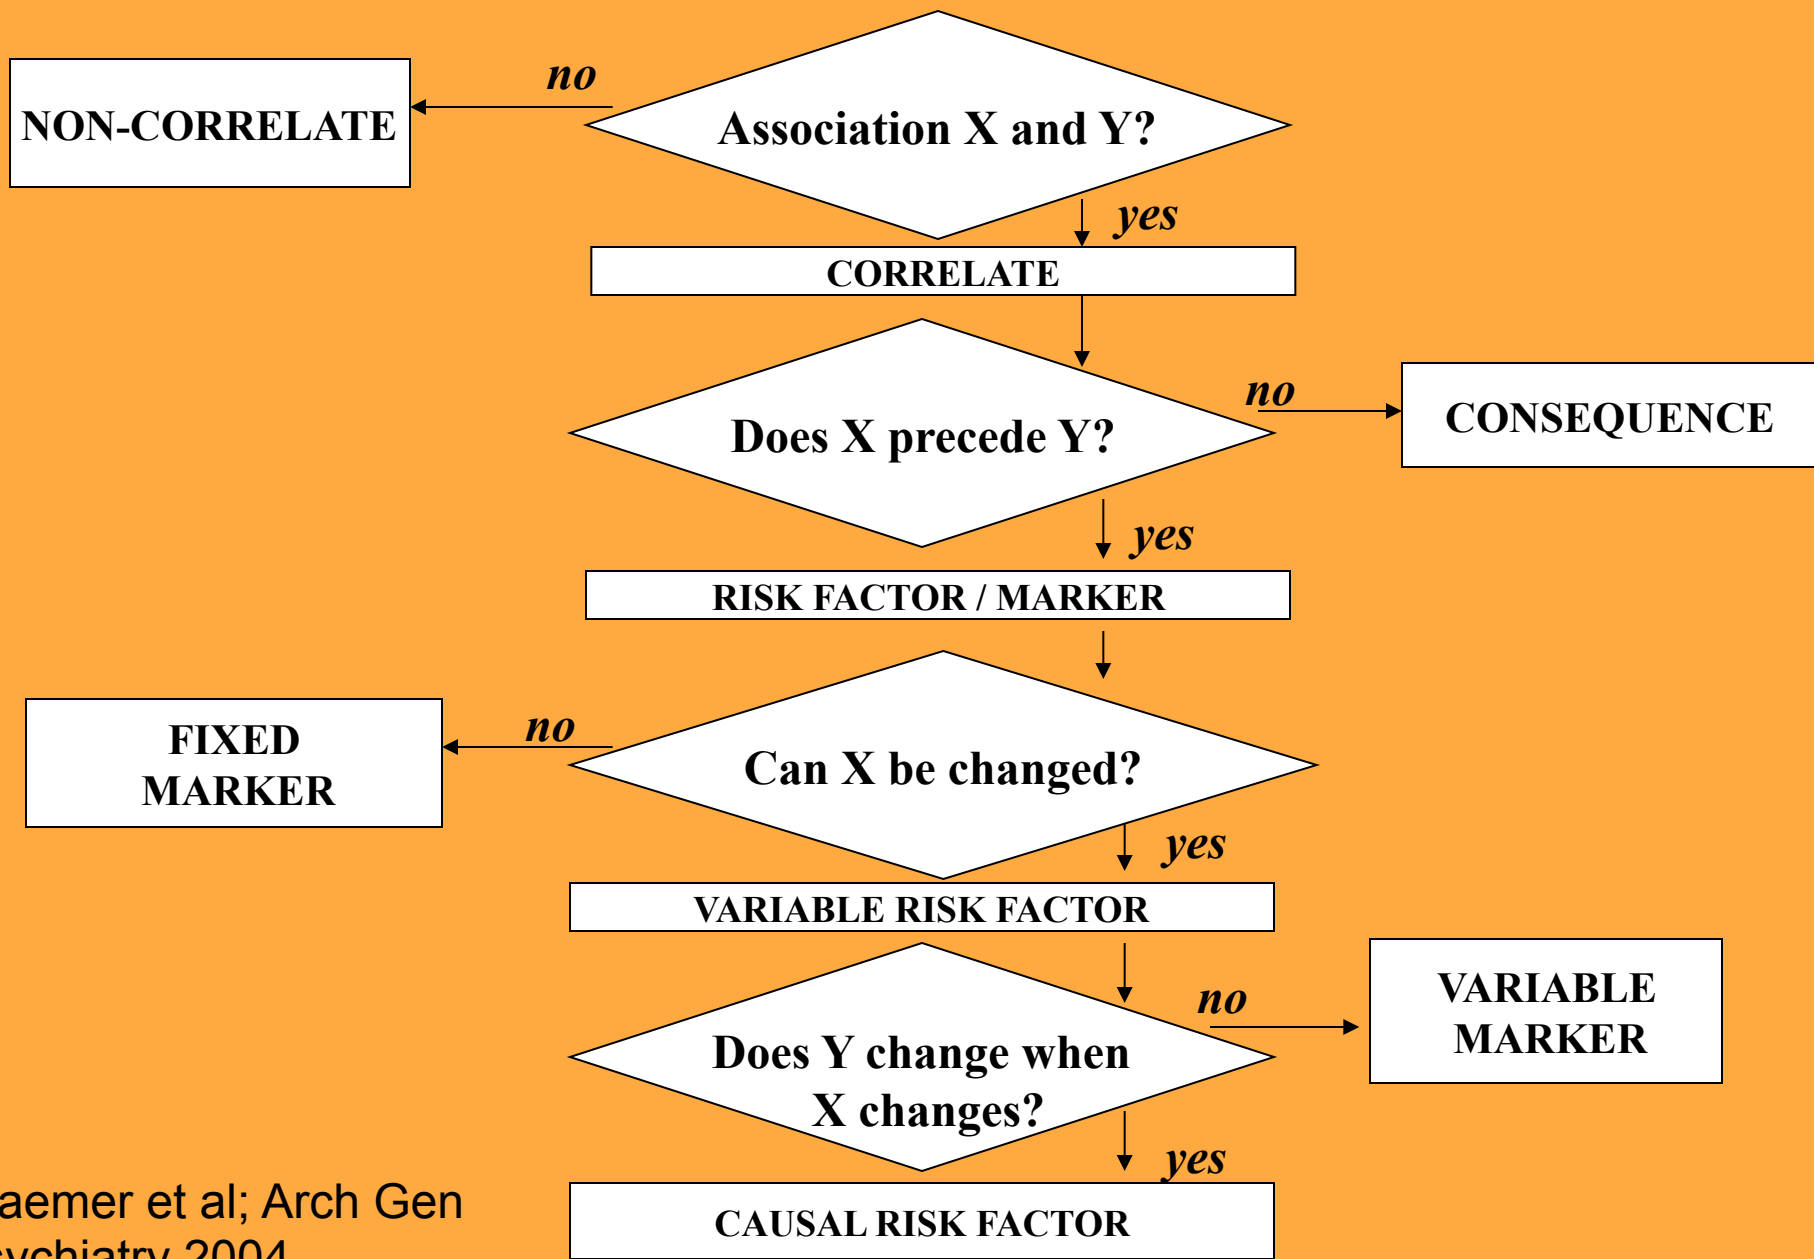 no
NON-CORRELATE
Association X and Y?
yes
CORRELATE
Does X precede Y?
no
CONSEQUENCE
yes
RISK FACTOR / MARKER
no
FIXED
MARKER
Can X be changed?
yes
VARIABLE RISK FACTOR
no
VARIABLE
MARKER
Does Y change when
X changes?
yes
CAUSAL RISK FACTOR
aemer et al; Arch Gen
sychiatry 2004